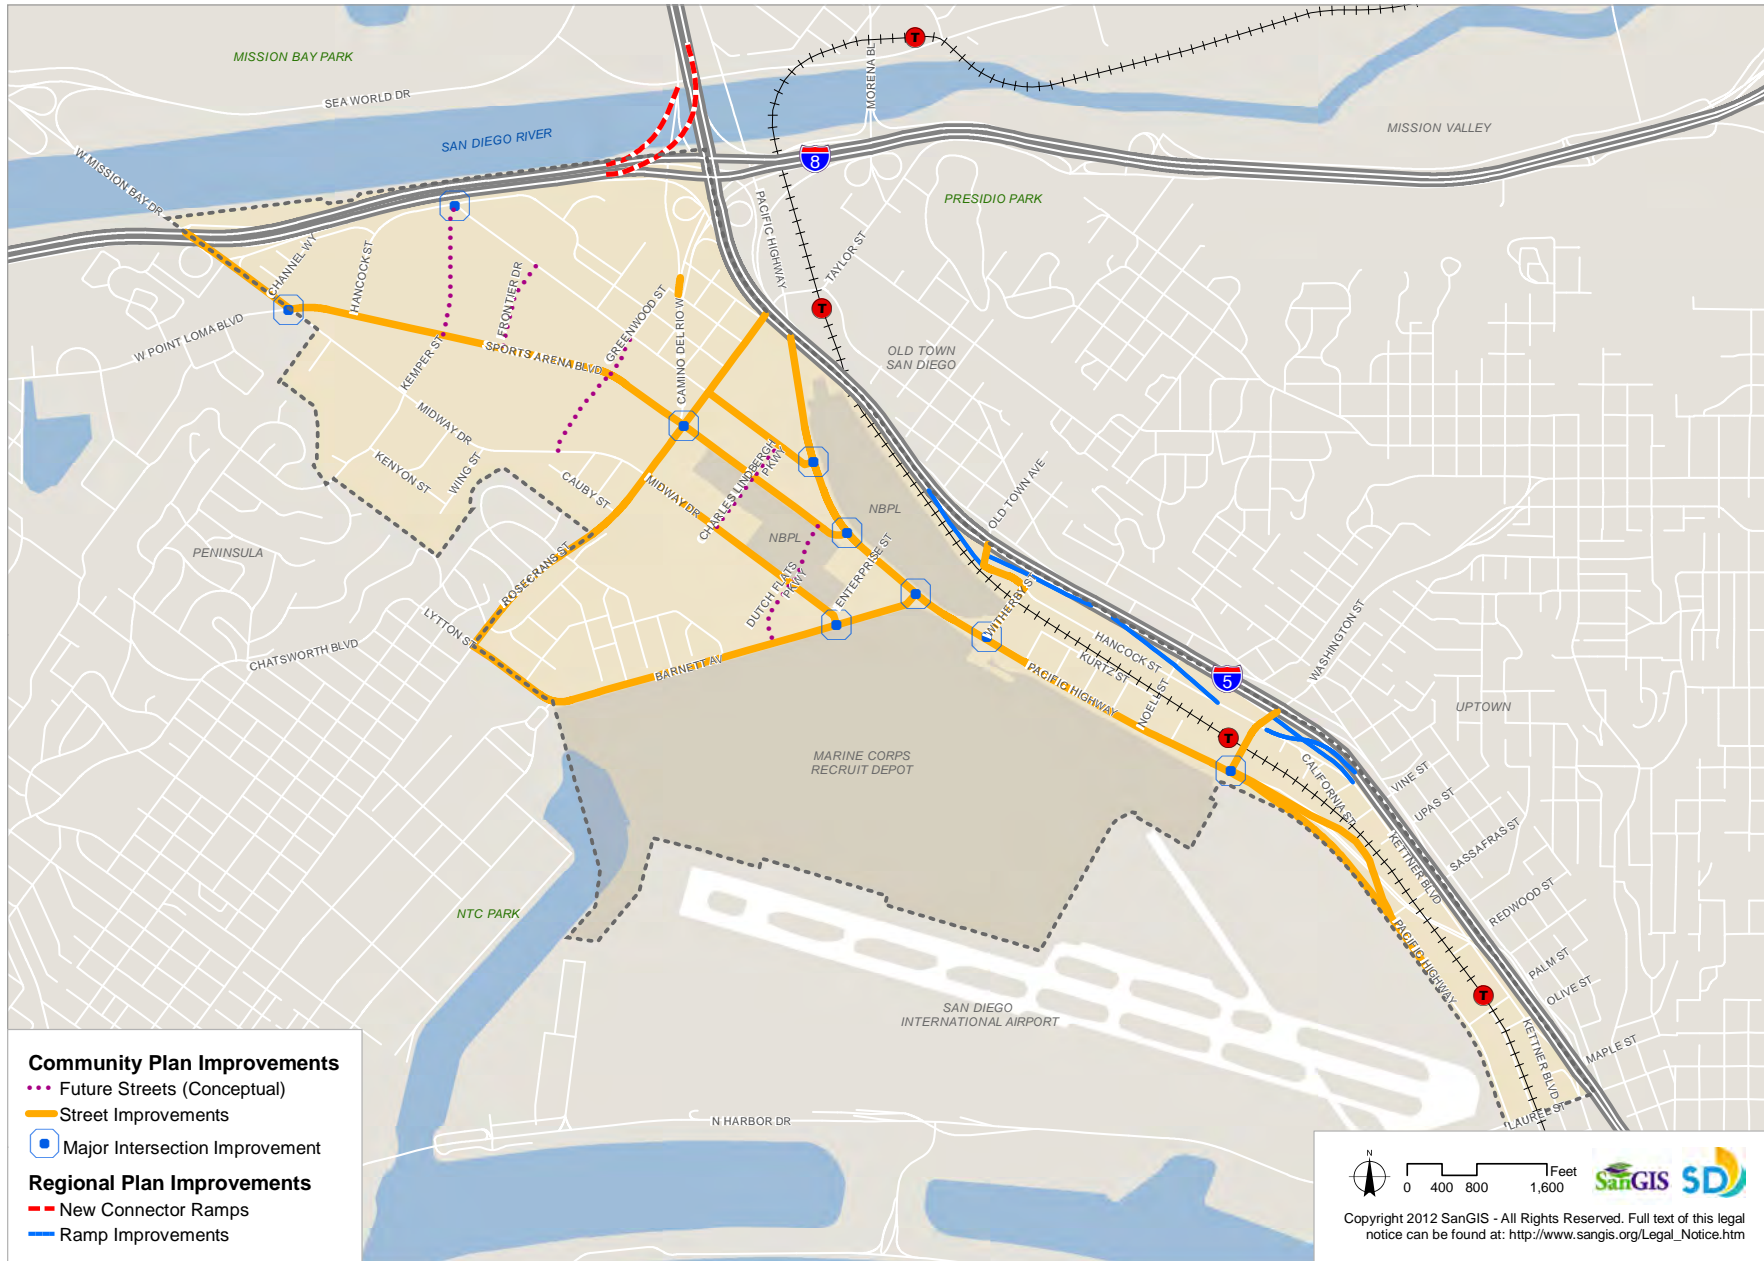 MISSION BAY PARK
SEA WORLD DR
SAN DIEGO RIVER
MORENA BL
T
MISSION VALLEY
8
W MISSION BAY DR
PRESIDIO PARK
PACIFIC HIGHWAY
TAYLOR ST
T
CHANNEL WY
HANCOCK ST
FRONTIER DR
GREENWOOD ST
CAMINO DEL RIO W
W POINT LOMA BLVD
KEMPER ST
SPORTS ARENA BLVD
OLD TOWN
SAN DIEGO
MIDWAY DR
KENYON ST
WING ST
CAUBY ST
MIDWAY DR
CHARLES LINDBERGH
PKWY
NBPL
NBPL
OLD TOWN AVE
PENINSULA
ROSECRANS ST
DUTCH FLATS
PKWY
ENTERPRISE ST
WITHERBY ST
LYTTON ST
CHATSWORTH BLVD
BARNETT AV
HANCOCK ST
KURTZ ST
PACIFIC HIGHWAY
NOELL ST
WASHINGTON ST
5
UPTOWN
T
MARINE CORPS
RECRUIT DEPOT
CALIFORNIA ST
VINE ST
UPAS ST
SASSAFRAS ST
KETTNER BLVD
REDWOOD ST
NTC PARK
PACIFIC HIGHWAY
PALM ST
OLIVE ST
T
SAN DIEGO
INTERNATIONAL AIRPORT
KETTNER BLVD
MAPLE ST
LAUREL ST
N HARBOR DR
Community Plan Improvements
Future Streets (Conceptual)
Street Improvements
Major Intersection Improvement
Regional Plan Improvements
New Connector Ramps
Ramp Improvements
N
Feet
0 400 800 1,600
SanGIS SD
Copyright 2012 SanGIS - All Rights Reserved. Full text of this legal
notice can be found at: http://www.sangis.org/Legal_Notice.htm